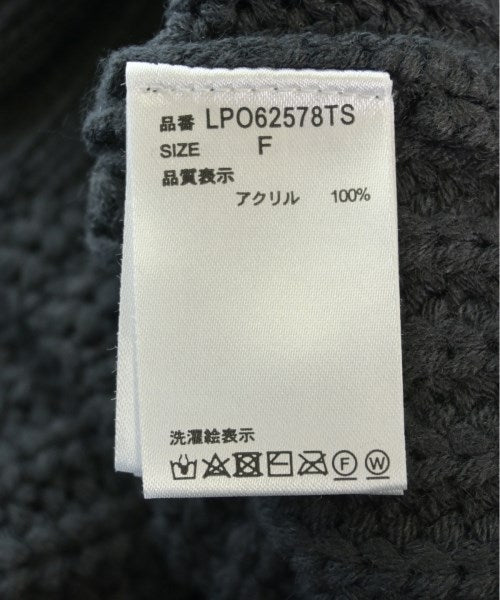 品番 LPO62578TS
SIZE F
品質表示
アクリル 100%
洗濯絵表示
F W